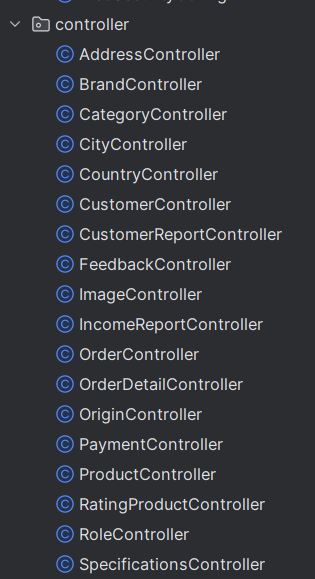 controller
AddressController
BrandController
CategoryController
CityController
CountryController
CustomerController
CustomerReportController
FeedbackController
ImageController
IncomeReportController
OrderController
OrderDetailController
OriginController
PaymentController
ProductController
RatingProductController
RoleController
SpecificationsController